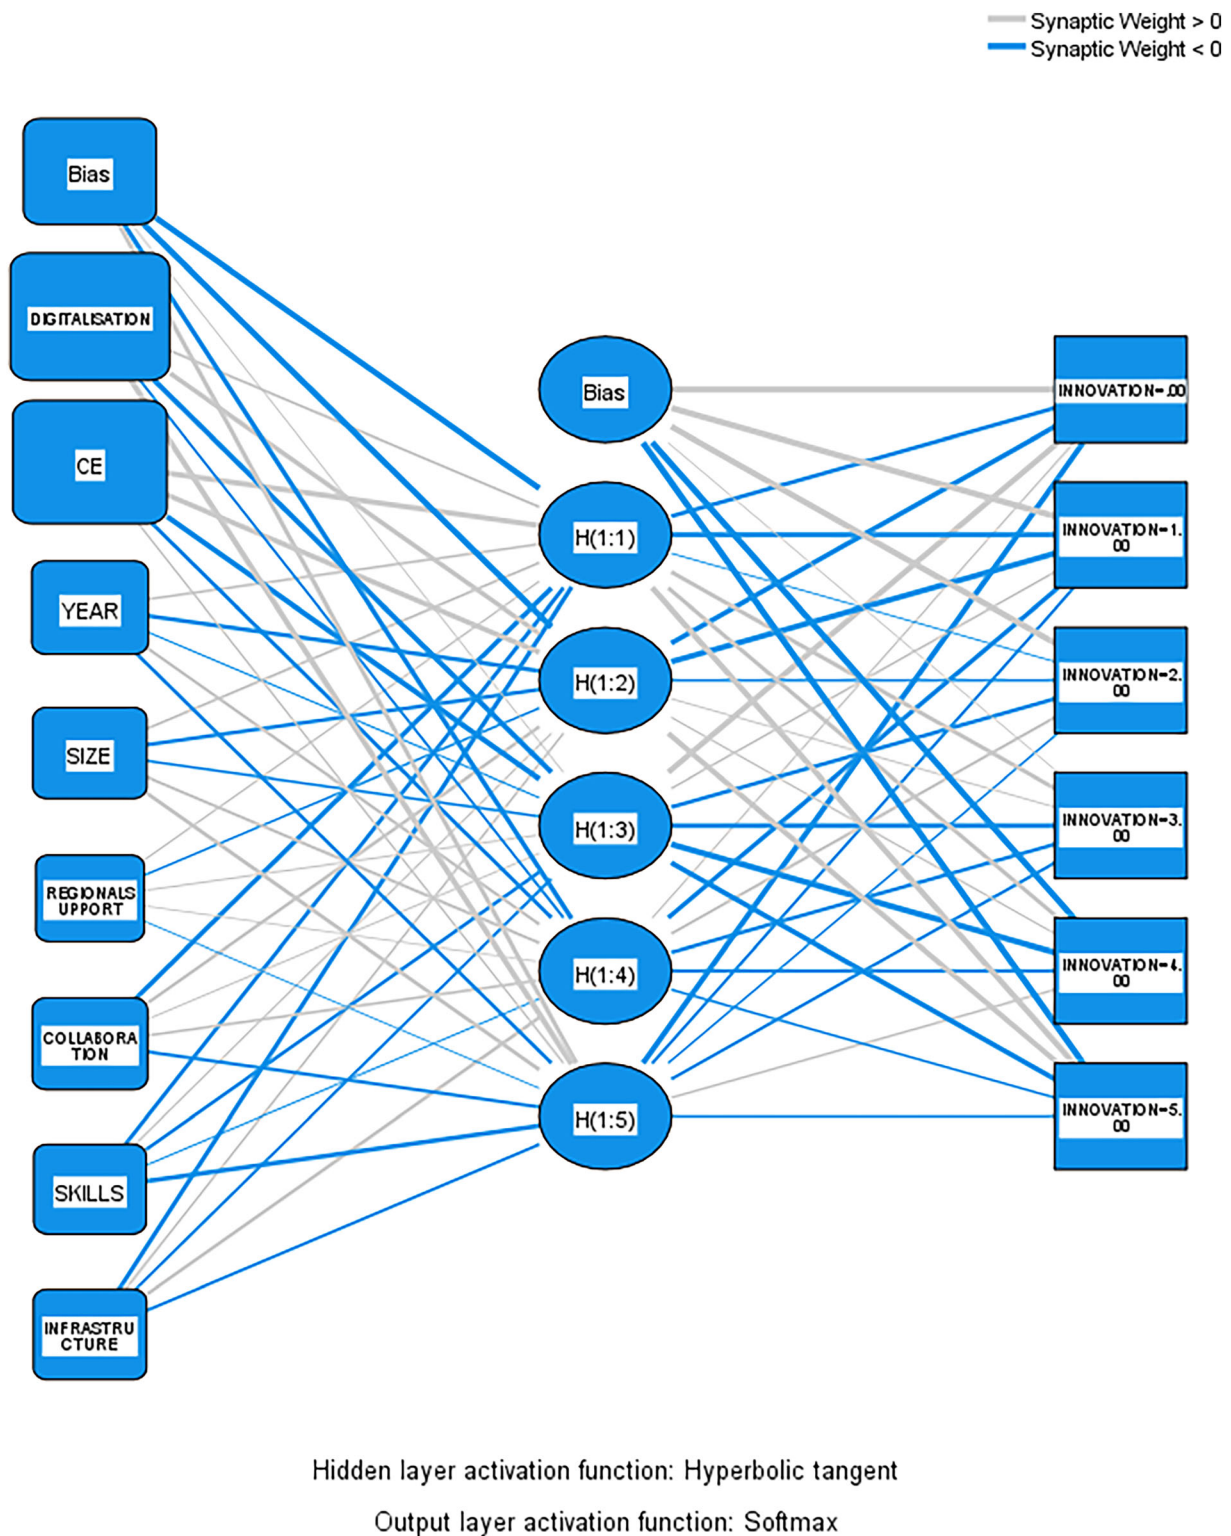 Synaptic Weight > 0
Synaptic Weight < 0
Bias
DIGITALISATION
CE
YEAR
SIZE
REGIONALS
UPPORT
COLLABORA
TION
SKILLS
INFRASTRU
CTURE
Bias
H(1:1)
H(1:2)
H(1:3)
H(1:4)
H(1:5)
INNOVATION=.00
INNOVATION=1.
00
INNOVATION=2.
00
INNOVATION=3.
00
INNOVATION=4.
00
INNOVATION=5.
00
Hidden layer activation function: Hyperbolic tangent
Output layer activation function: Softmax